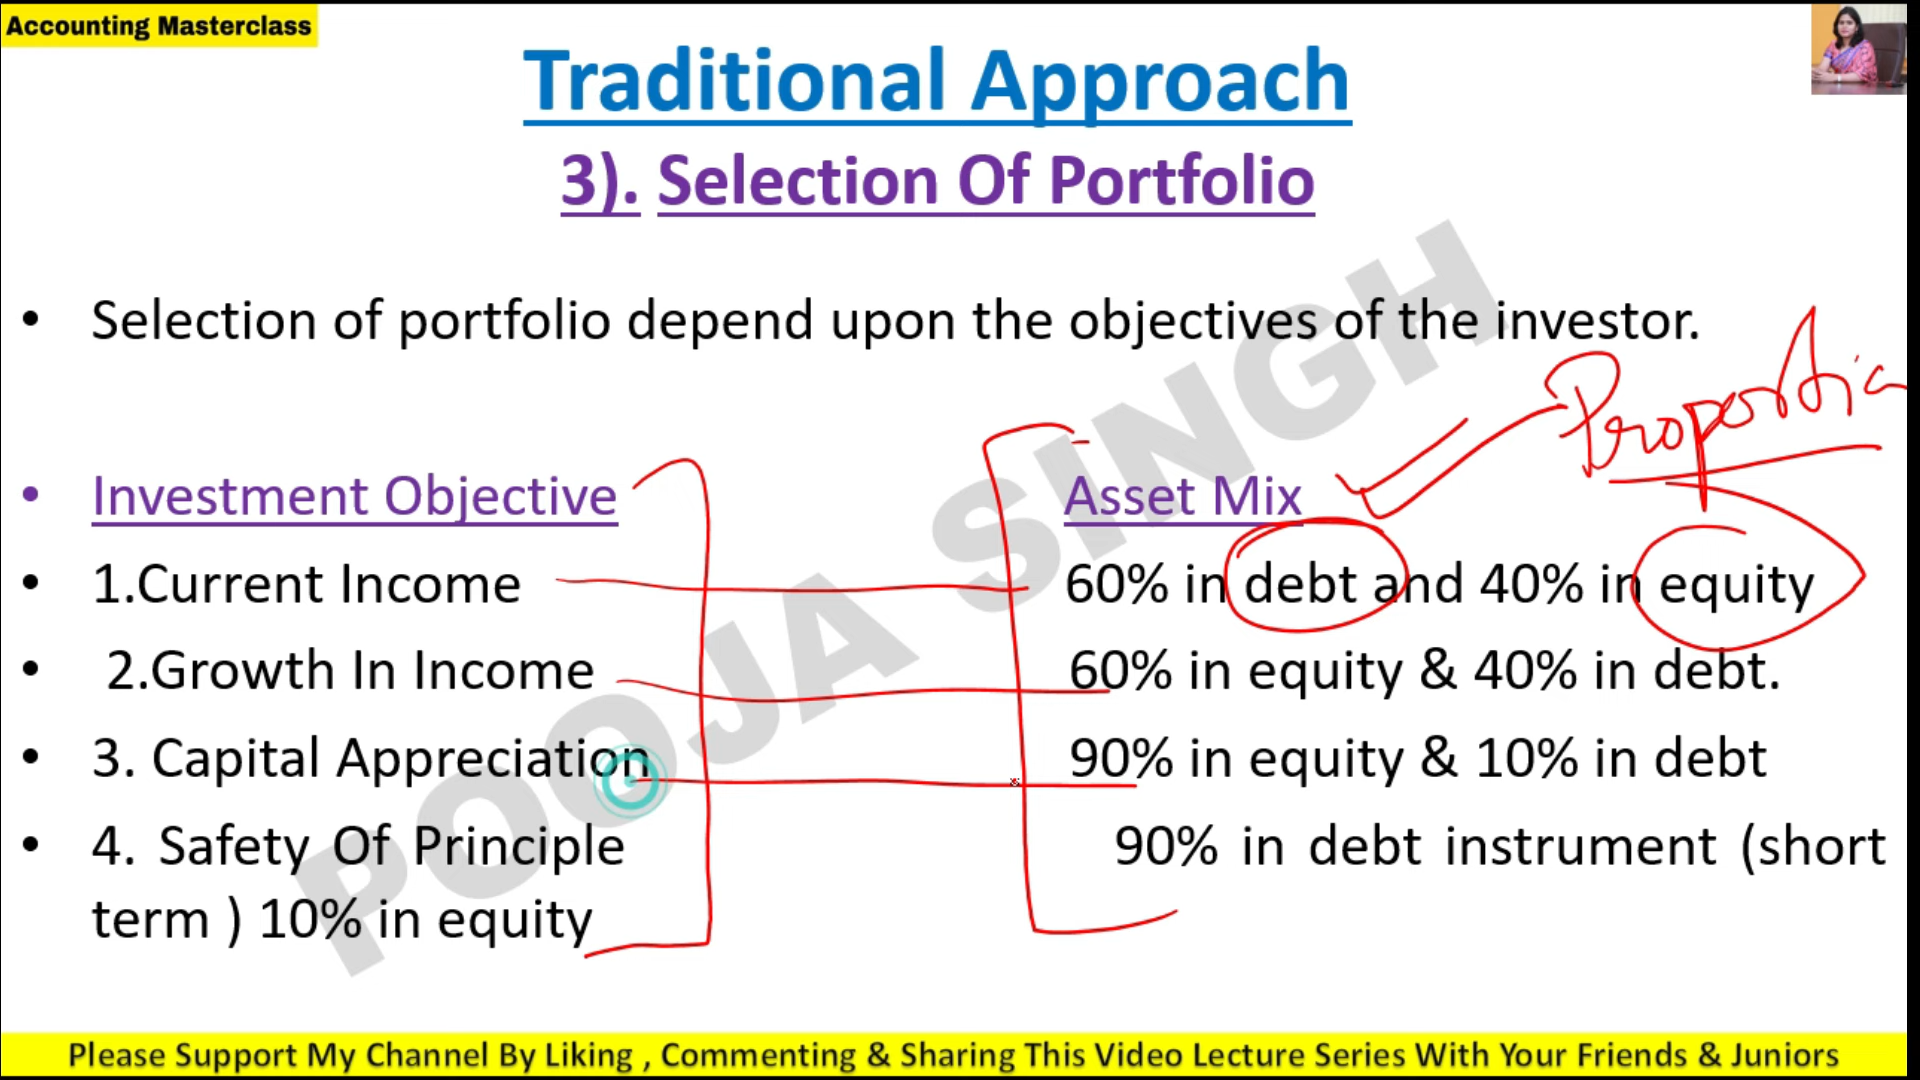 Accounting Masterclass
Traditional Approach
3). Selection Of Portfolio
• Selection of portfolio depend upon the objectives of the investor.
Proportio
• Investment Objective Asset Mix
• 1.Current Income 60% in debt and 40% in equity
• 2.Growth In Income 60% in equity & 40% in debt.
• 3. Capital Appreciation 90% in equity & 10% in debt
• 4. Safety Of Principle 90% in debt instrument (short
term ) 10% in equity
POOJA SINGH
Please Support My Channel By Liking , Commenting & Sharing This Video Lecture Series With Your Friends & Juniors